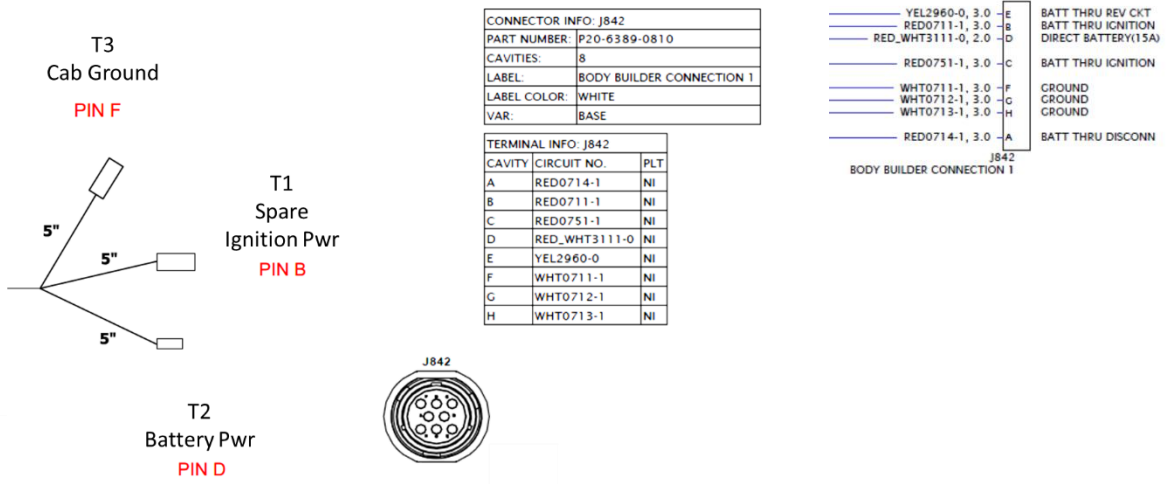 T3
Cab Ground
PIN F
5"
T1
Spare
Ignition Pwr
PIN B
5"
5"
T2
Battery Pwr
PIN D
CONNECTOR INFO: J842
PART NUMBER: P20-6389-0810
CAVITIES: 8
LABEL: BODY BUILDER CONNECTION 1
LABEL COLOR: WHITE
VAR: BASE
TERMINAL INFO: J842
CAVITY CIRCUIT NO. PLT
A RED0714-1 NI
B RED0711-1 NI
C RED0751-1 NI
D RED_WHT3111-0 NI
E YEL2960-0 NI
F WHT0711-1 NI
G WHT0712-1 NI
H WHT0713-1 NI
J842
YEL2960-0, 3.0 E BATT THRU REV CKT
RED0711-1, 3.0 B BATT THRU IGNITION
RED_WHT3111-0, 2.0 D DIRECT BATTERY(15A)
RED0751-1, 3.0 C BATT THRU IGNITION
WHT0711-1, 3.0 F GROUND
WHT0712-1, 3.0 G GROUND
WHT0713-1, 3.0 H GROUND
RED0714-1, 3.0 A BATT THRU DISCONN
J842
BODY BUILDER CONNECTION 1